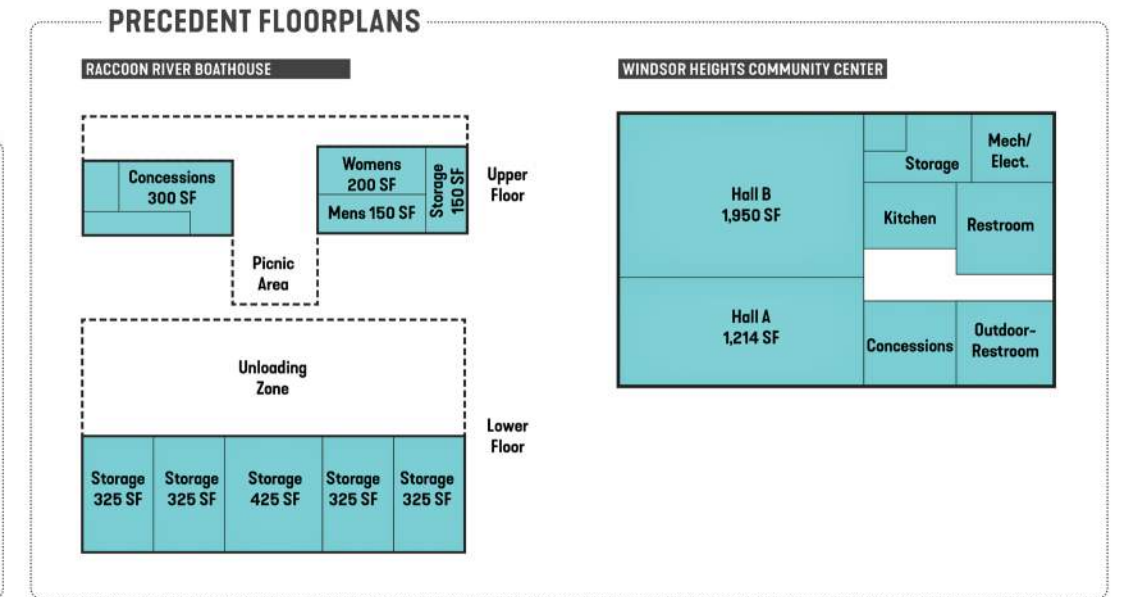 PRECEDENT FLOORPLANS
RACCOON RIVER BOATHOUSE
Concessions
300 SF
Womens
200 SF
Mens 150 SF
Storage
150 SF
Upper
Floor
Picnic
Area
Unloading
Zone
Lower
Floor
Storage
325 SF
Storage
325 SF
Storage
425 SF
Storage
325 SF
Storage
325 SF
WINDSOR HEIGHTS COMMUNITY CENTER
Hall B
1,950 SF
Storage
Mech/
Elect.
Kitchen
Restroom
Hall A
1,214 SF
Concessions
Outdoor-
Restroom